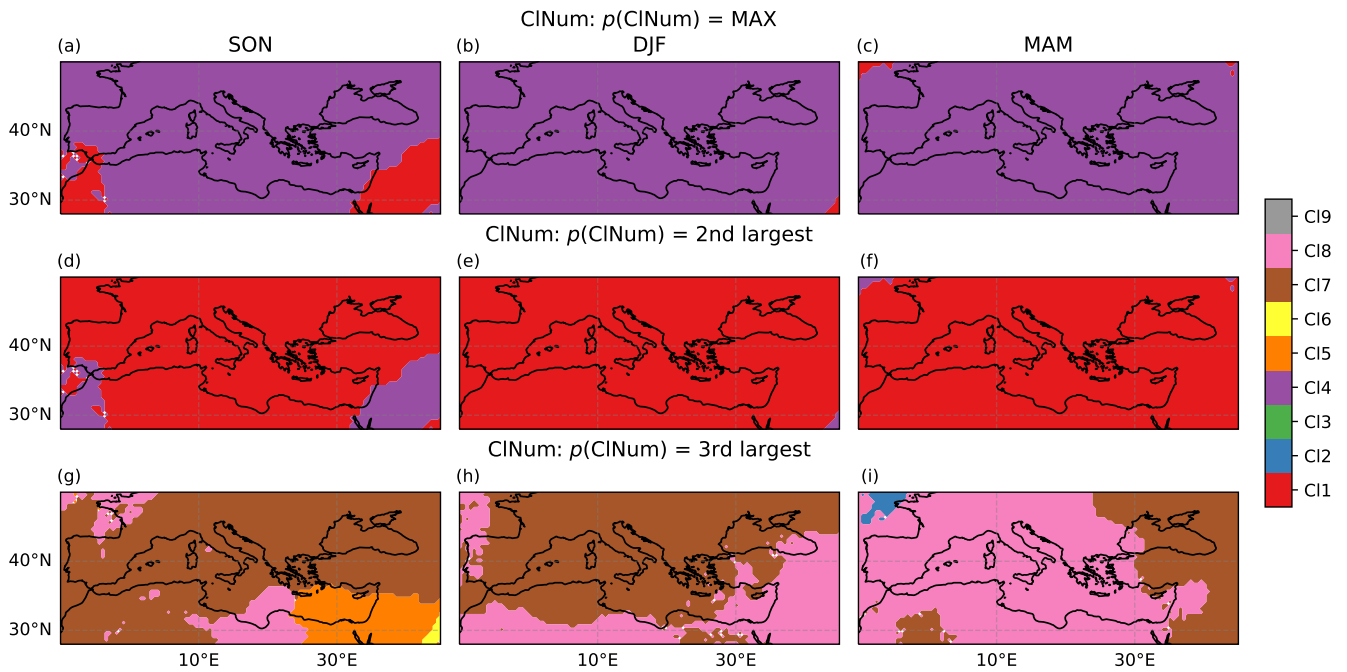 ClNum: p(ClNum) = MAX
(a) SON (b) DJF (c) MAM
40°N
30°N
ClNum: p(ClNum) = 2nd largest
(d) (e) (f)
40°N
30°N
ClNum: p(ClNum) = 3rd largest
(g) (h) (i)
40°N
30°N
10°E 30°E 10°E 30°E 10°E 30°E
Cl9
Cl8
Cl7
Cl6
Cl5
Cl4
Cl3
Cl2
Cl1